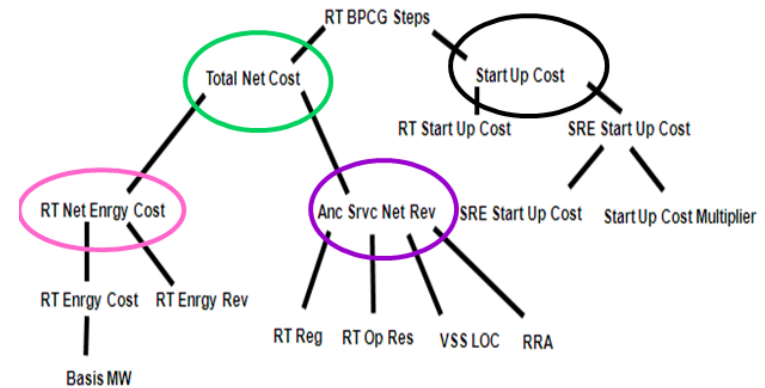 RT BPCG Steps
Total Net Cost
Start Up Cost
RT Start Up Cost
SRE Start Up Cost
RT Net Enrgy Cost
Anc Srvc Net Rev
SRE Start Up Cost
Start Up Cost Multiplier
RT Enrgy Cost
RT Enrgy Rev
RT Reg
RT Op Res
VSS LOC
RRA
Basis MW